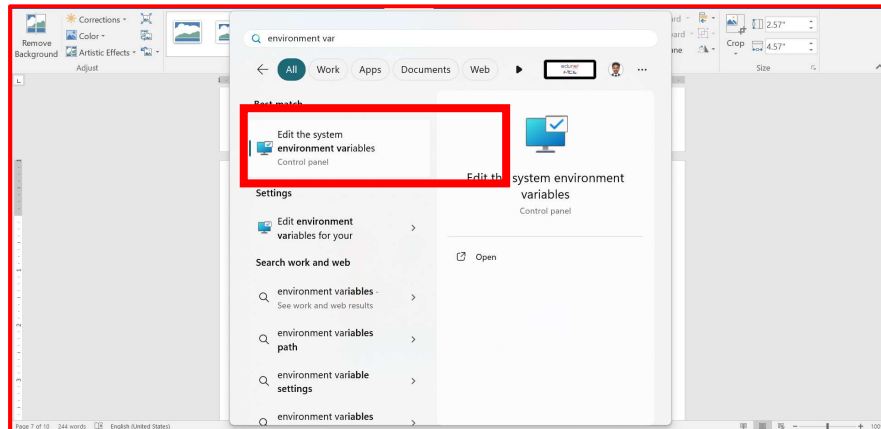 Corrections
Color
Remove
Background
Artistic Effects
Adjust
environment var
All Work Apps Documents Web
Crop
2.57"
4.57"
Size
Best match
Edit the system
environment variables
Control panel
Settings
Edit environment
variables for your
Search work and web
environment variables -
See work and web results
environment variables
path
environment variable
settings
environment variables
Edit the system environment
variables
Control panel
Open
Page 7 of 10 244 words English (United States)